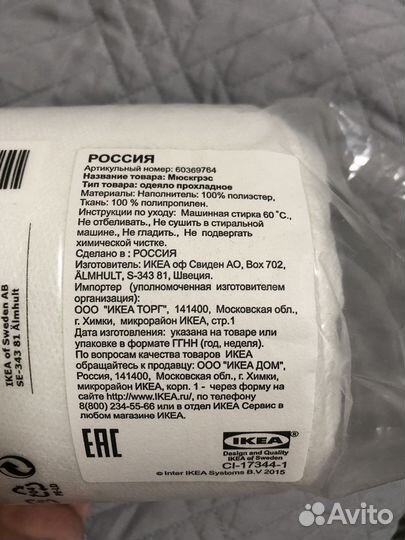 РОССИЯ
Артикульный номер: 60369764
Название товара: Мюскгрэс
Тип товара: одеяло прохладное
Материалы: Наполнитель: 100% полиэстер,
Ткань: 100 % полипропилен.
Инструкции по уходу: Машинная стирка 60°C.,
Не отбеливать., Не сушить в стиральной
машине., Не гладить., Не подвергать
химической чистке.
Сделано в : РОССИЯ
Изготовитель: ИКЕА оф Свиден АО, Box 702,
ÄLMHULT, S-343 81, Швеция.
Импортер (уполномоченная изготовителем
организация):
ООО "ИКЕА ТОРГ", 141400, Московская обл.,
г. Химки, микрорайон ИКЕА, стр.1
Дата изготовления: указана на товаре или
упаковке в формате ГГНН (год, неделя).
По вопросам качества товаров ИКЕА
обращайтесь к продавцу: ООО "ИКЕА ДОМ",
Россия, 141400, Московская обл., г. Химки,
микрорайон ИКЕА, корп. 1 - через форму на
сайте http://www.IKEA.ru/, по телефону
8(800) 234-55-66 или в отделе ИКЕА Сервис в
любом магазине ИКЕА.
EAC
IKEA
Design and Quality
IKEA of Sweden
CI-17344-1
© Inter IKEA Systems B.V 2015
IKEA of Sweden AB
SE-343 81 Älmhult
Avito